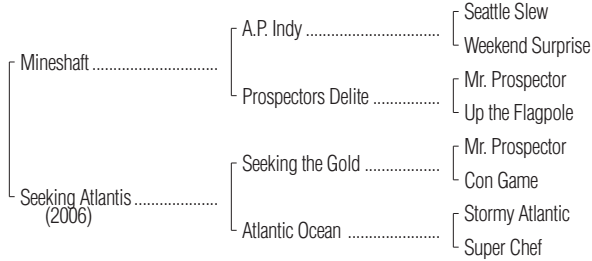 Seattle Slew
A.P. Indy ................................
Weekend Surprise
Mineshaft ..............................
Mr. Prospector
Prospectors Delite ................
Up the Flagpole
Mr. Prospector
Seeking the Gold ..................
Con Game
Seeking Atlantis ....................
(2006)
Stormy Atlantic
Atlantic Ocean ......................
Super Chef